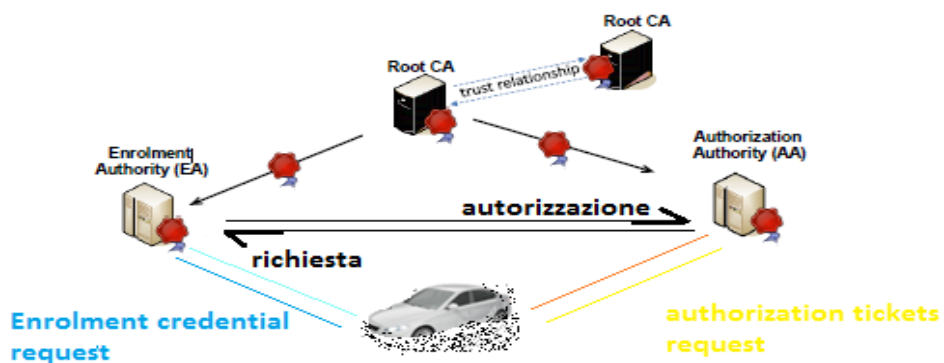 Root CA
Root CA
trust relationship
Enrolment
Authority (EA)
Authorization
Authority (AA)
autorizzazione
richiesta
Enrolment credential
request
authorization tickets
request